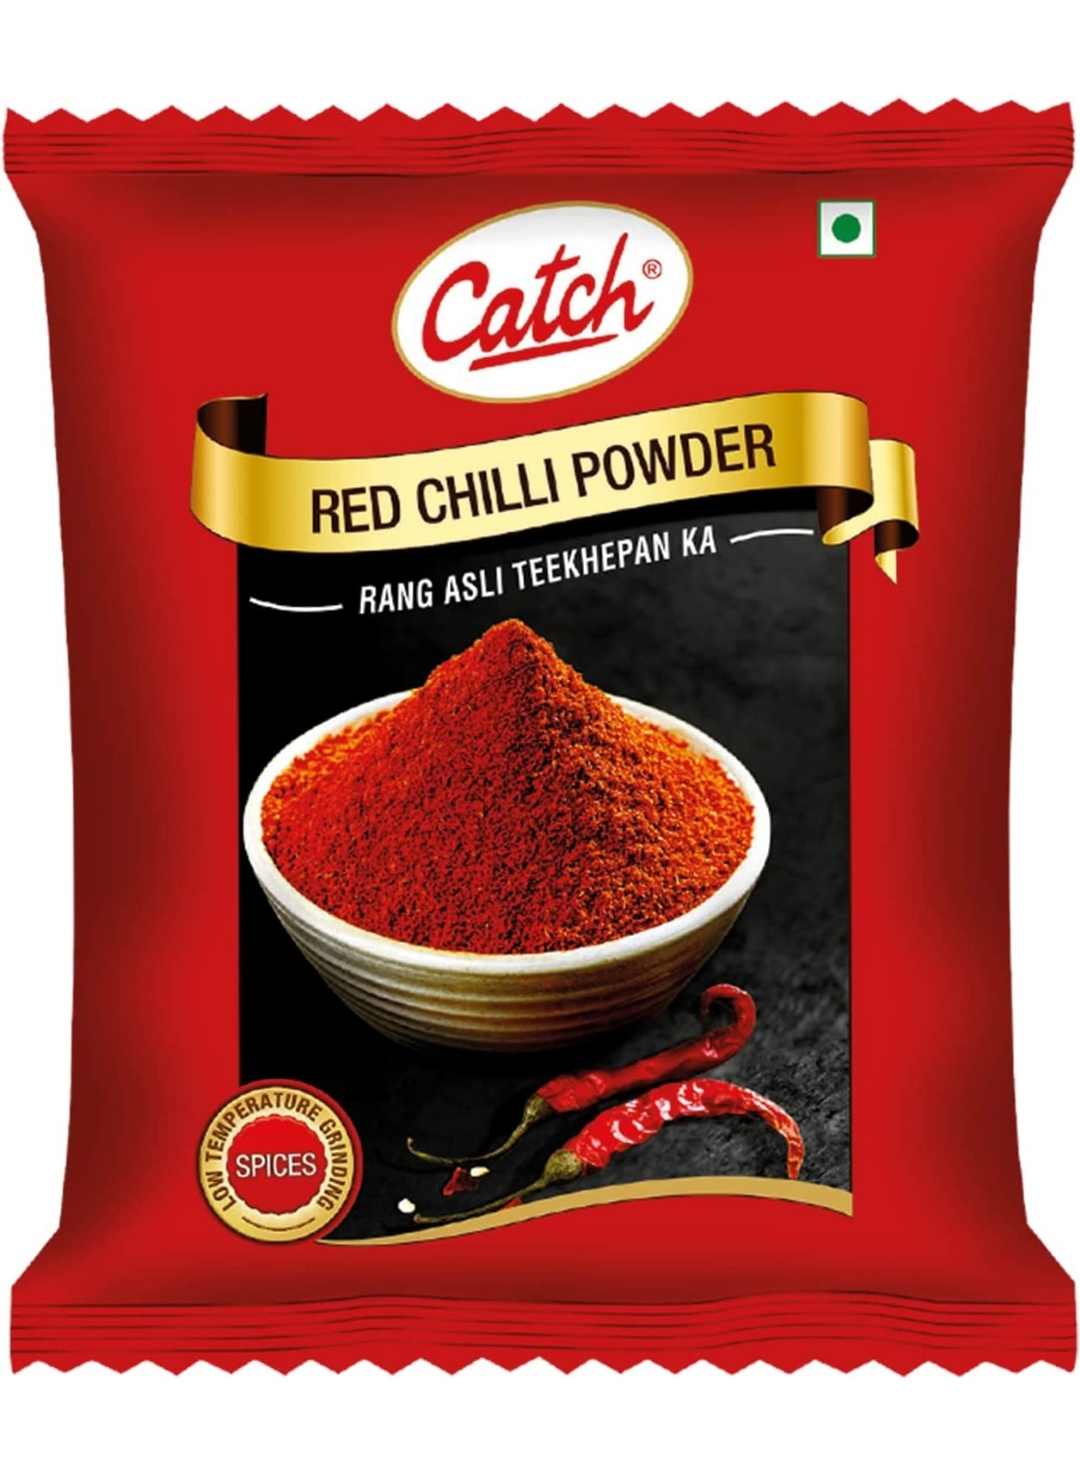 Catch®
RED CHILLI POWDER
RANG ASLI TEEKHEPAN KA
LOW TEMPERATURE GRINDING
SPICES